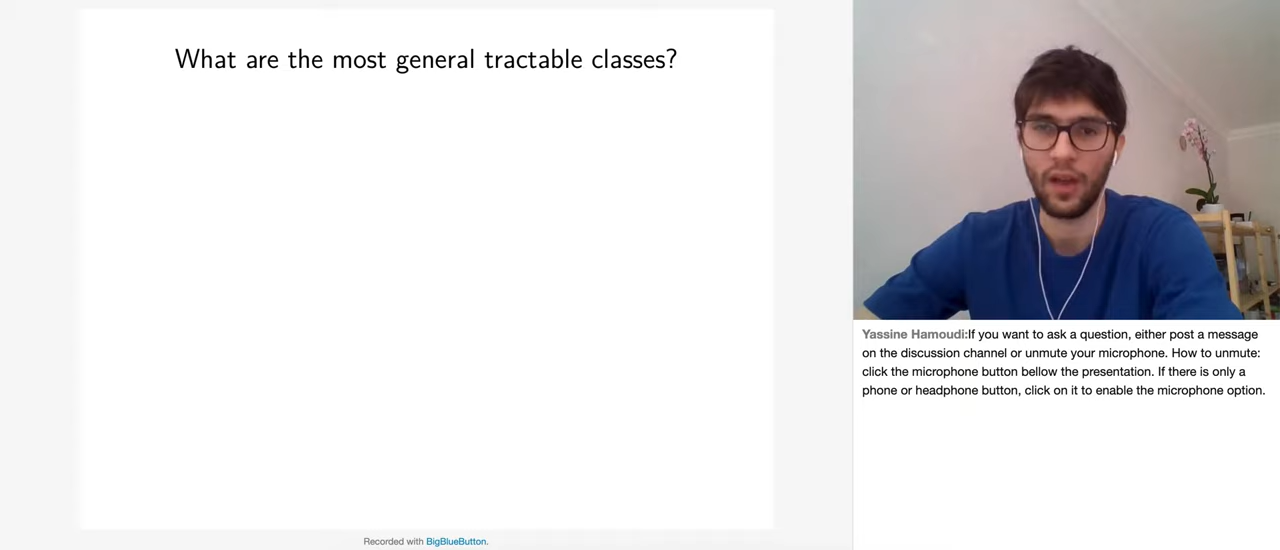 What are the most general tractable classes?
Recorded with BigBlueButton.
Yassine Hamoudi:If you want to ask a question, either post a message
on the discussion channel or unmute your microphone. How to unmute:
click the microphone button bellow the presentation. If there is only a
phone or headphone button, click on it to enable the microphone option.